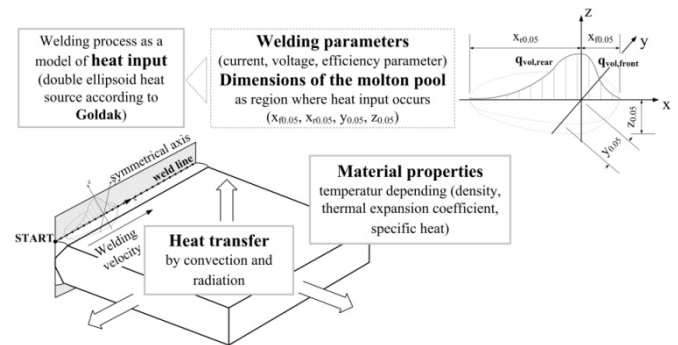 Welding process as a
model of heat input
(double ellipsoid heat
source according to
Goldak)
Welding parameters
(current, voltage, efficiency parameter)
Dimensions of the molton pool
as region where heat input occurs
(xf0.05, xr0.05, y0.05, z0.05)
z
xr0.05
xf0.05
y
qvol,rear
qvol,front
x
z0.05
y0.05
symmetrical axis
weld line
START
Welding
velocity
Heat transfer
by convection and
radiation
Material properties
temperatur depending (density,
thermal expansion coefficient,
specific heat)